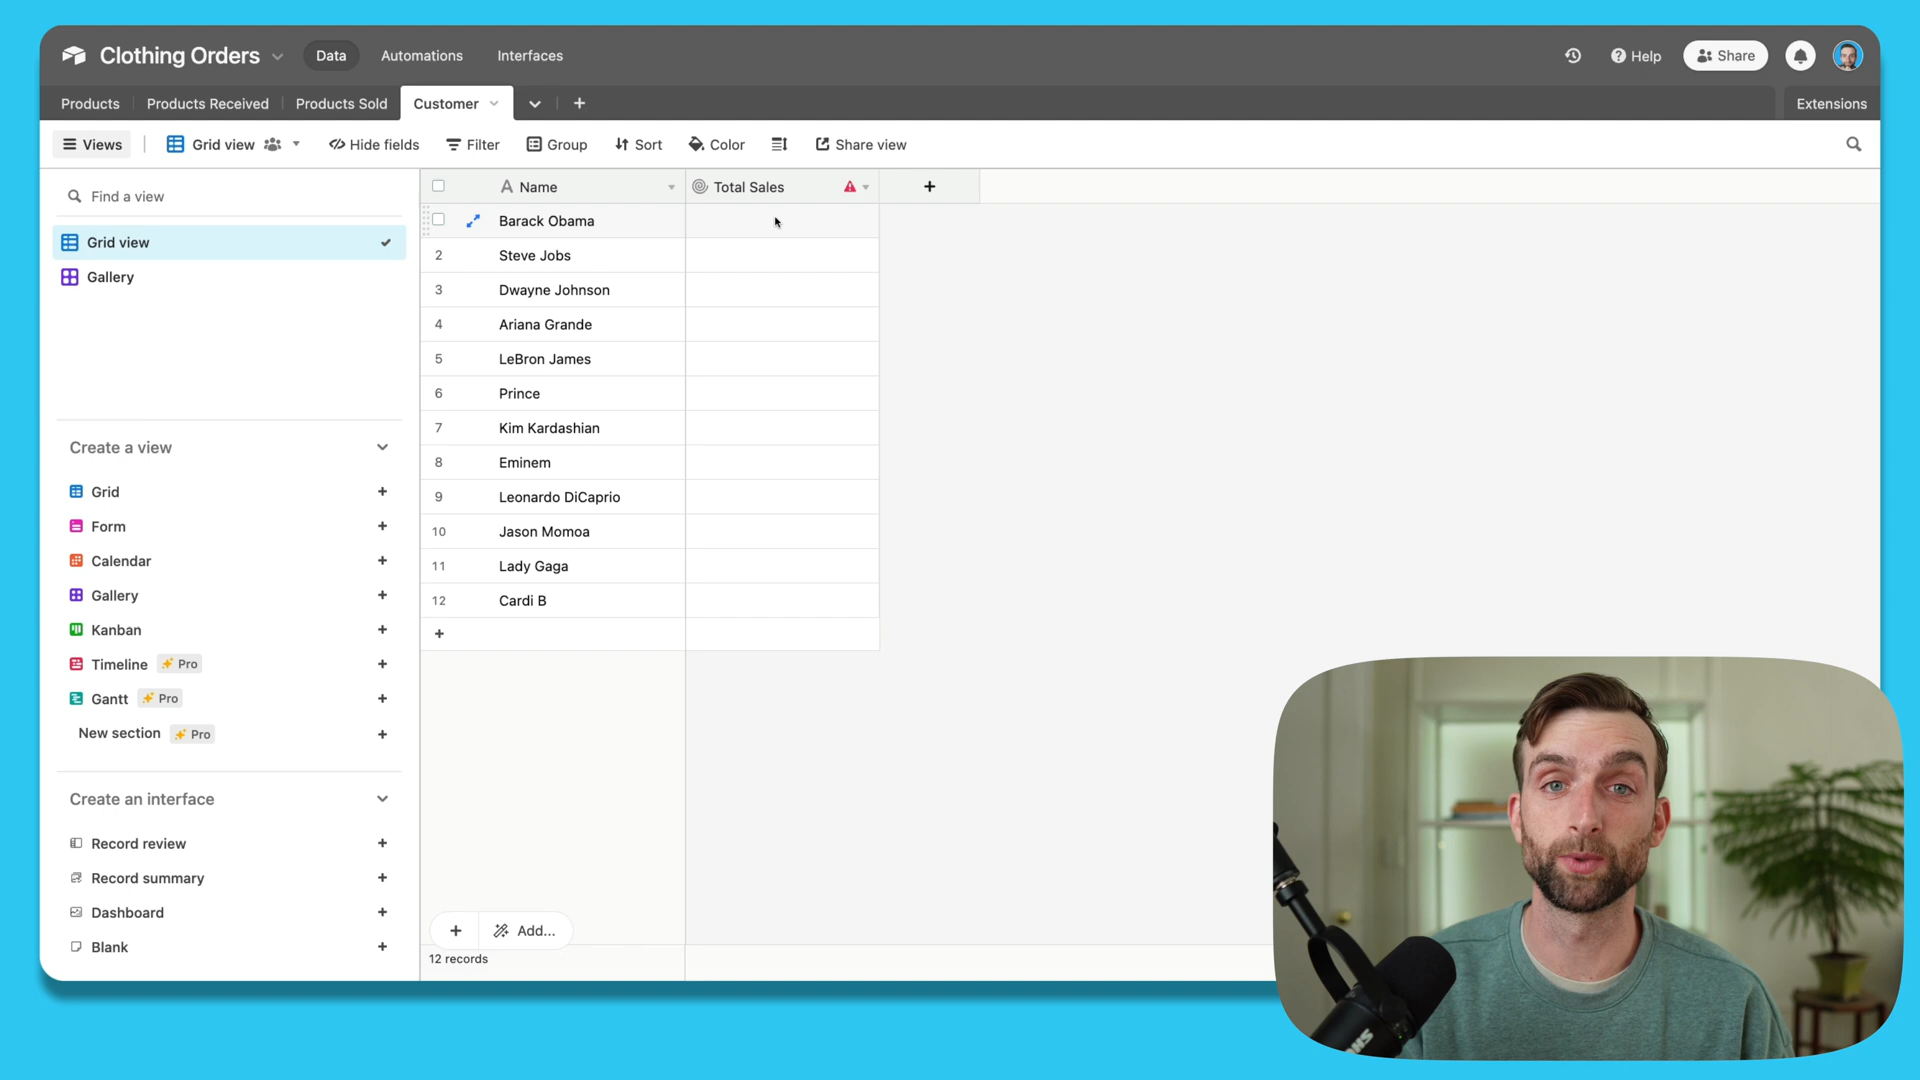 Clothing Orders
Data
Automations
Interfaces
Help
Share
Products
Products Received
Products Sold
Customer
Extensions
Views
Grid view
Hide fields
Filter
Group
Sort
Color
Share view
Find a view
Grid view
Gallery
Create a view
Grid
Form
Calendar
Gallery
Kanban
Timeline Pro
Gantt Pro
New section Pro
Create an interface
Record review
Record summary
Dashboard
Blank
Name Total Sales
Barack Obama
2 Steve Jobs
3 Dwayne Johnson
4 Ariana Grande
5 LeBron James
6 Prince
7 Kim Kardashian
8 Eminem
9 Leonardo DiCaprio
10 Jason Momoa
11 Lady Gaga
12 Cardi B
Add...
12 records